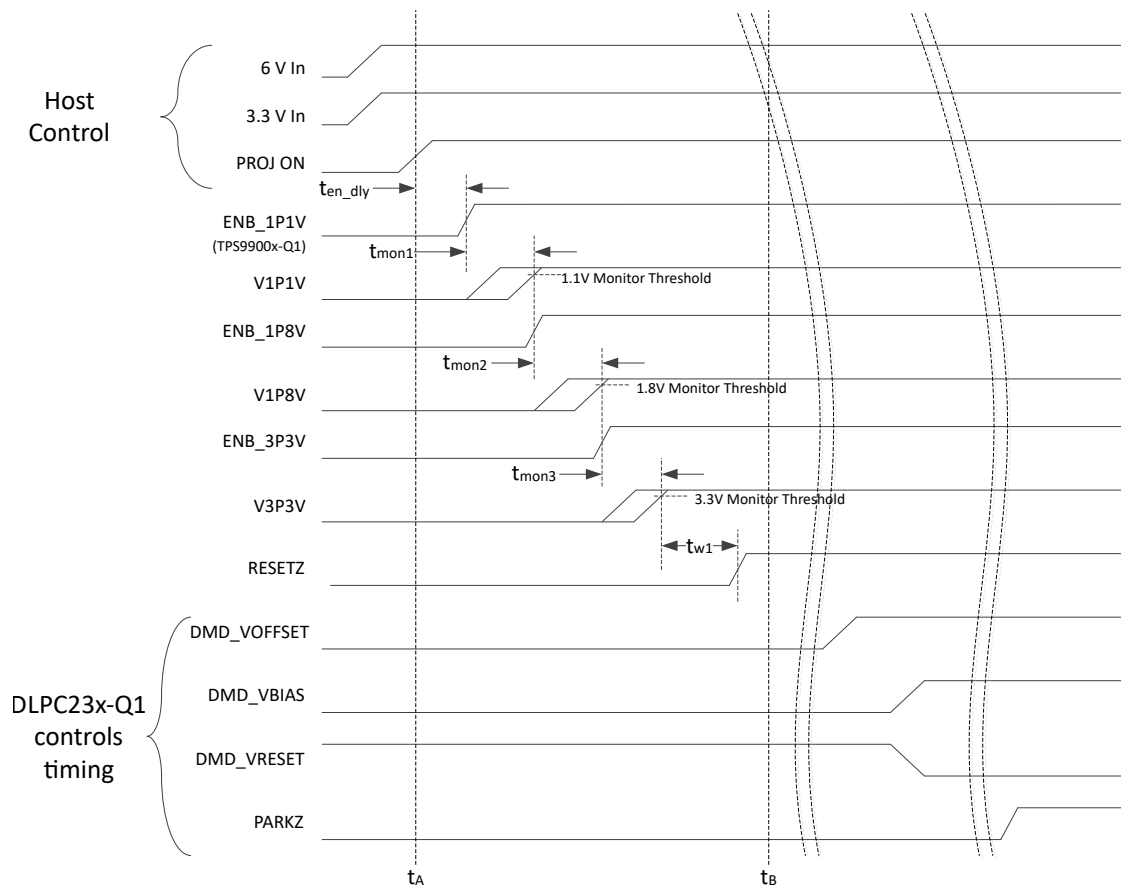 Host
Control
6 V In
3.3 V In
PROJ ON
ten_dly
ENB_1P1V
(TPS9900x-Q1)
tmon1
V1P1V
1.1V Monitor Threshold
ENB_1P8V
tmon2
V1P8V
1.8V Monitor Threshold
ENB_3P3V
tmon3
V3P3V
3.3V Monitor Threshold
tw1
RESETZ
DLPC23x-Q1
controls
timing
DMD_VOFFSET
DMD_VBIAS
DMD_VRESET
PARKZ
tA
tB